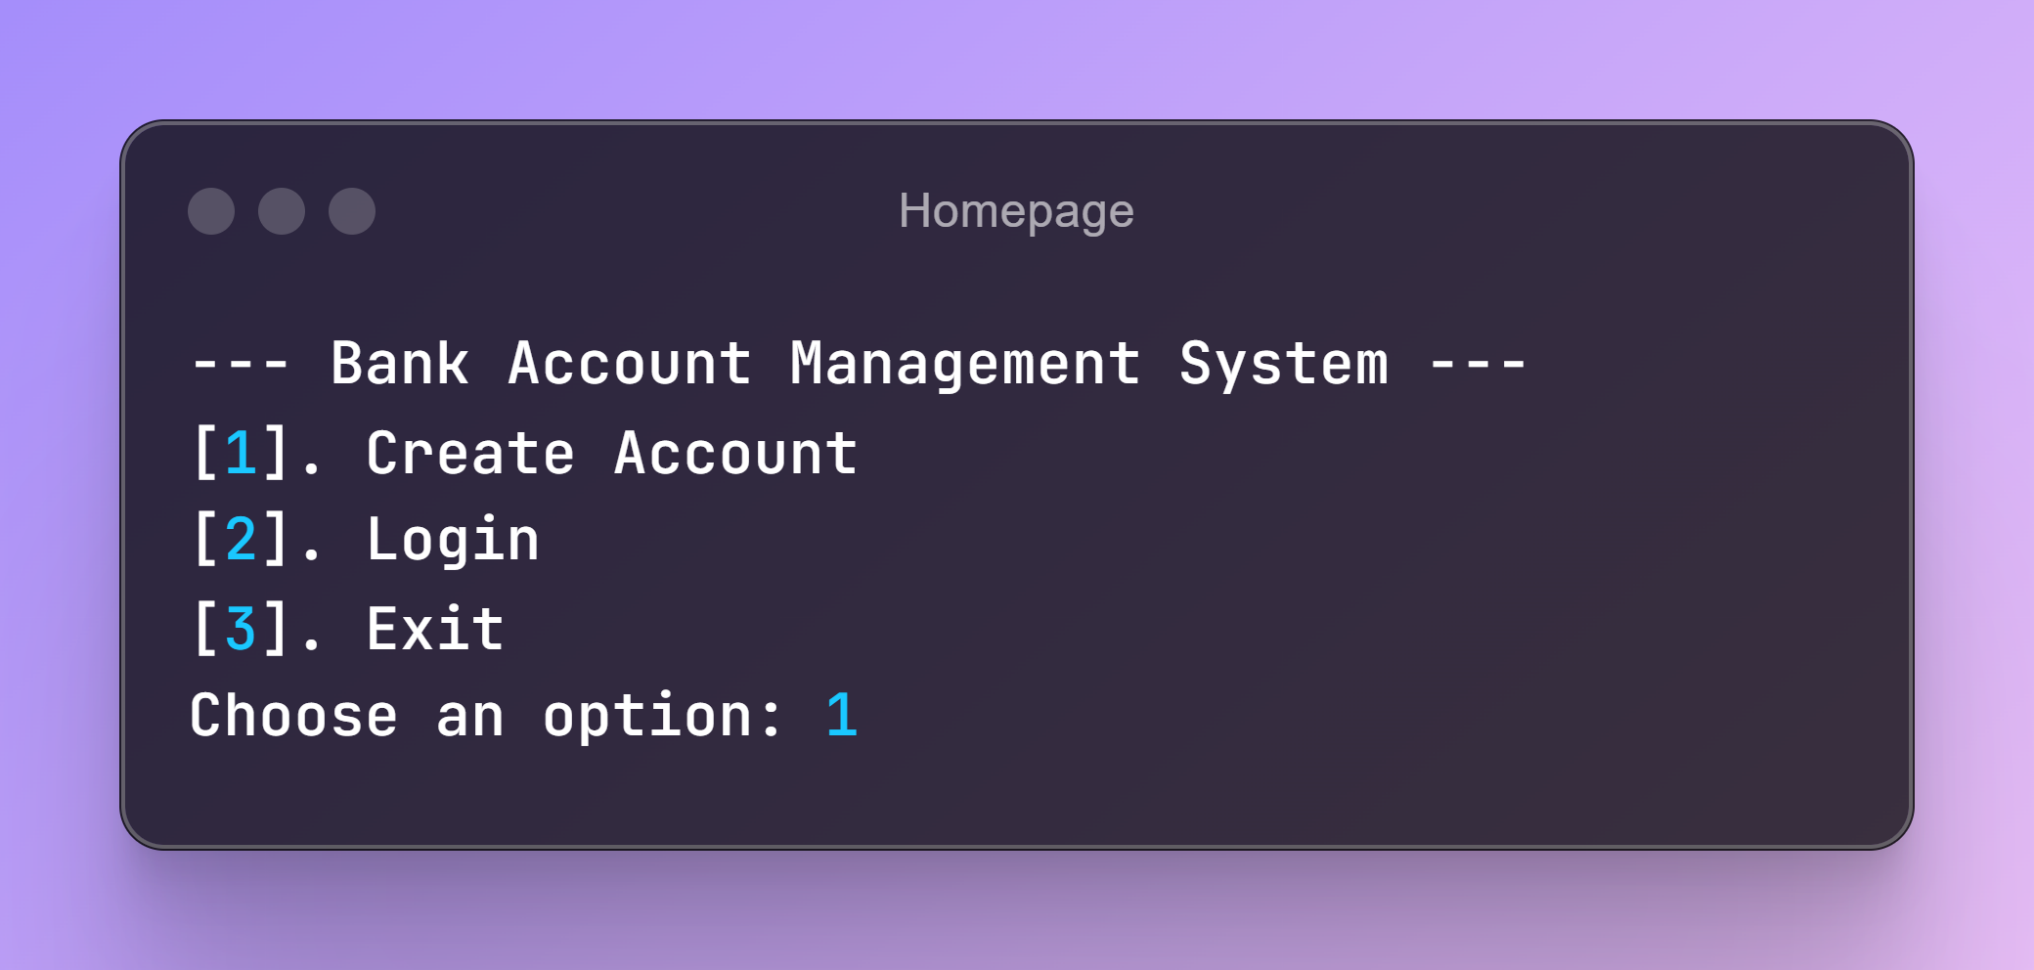 Homepage
--- Bank Account Management System ---
[1]. Create Account
[2]. Login
[3]. Exit
Choose an option: 1